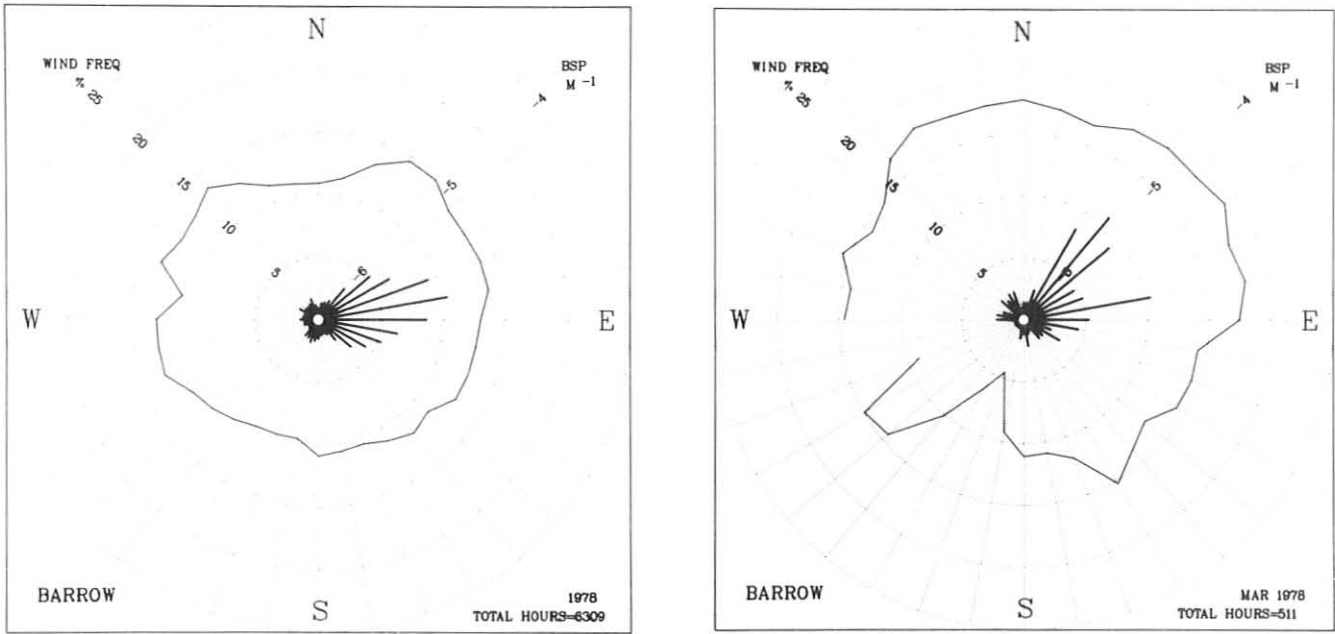 N
WIND FREQ
%
25
20
15
10
5
BSP
M -1
-4
-5
-6
W
E
S
BARROW
1978
TOTAL HOURS=6309
N
WIND FREQ
%
25
20
15
10
5
BSP
M -1
-4
-5
-6
W
E
S
BARROW
MAR 1978
TOTAL HOURS=511